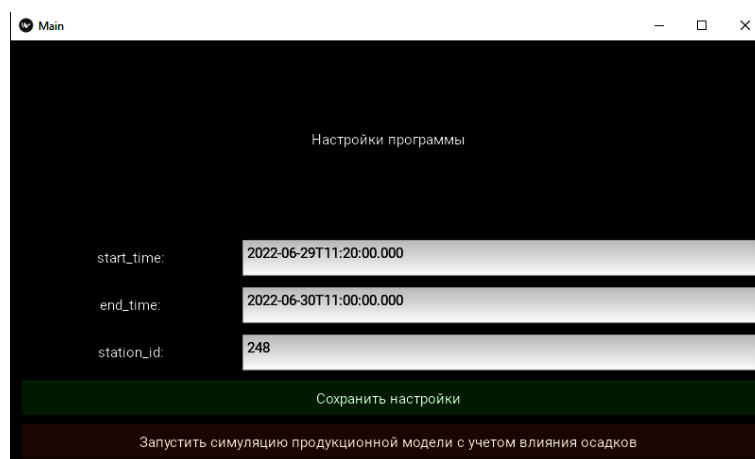 Main
Настройки программы
start_time: 2022-06-29T11:20:00.000
end_time: 2022-06-30T11:00:00.000
station_id: 248
Сохранить настройки
Запустить симуляцию продукционной модели с учетом влияния осадков